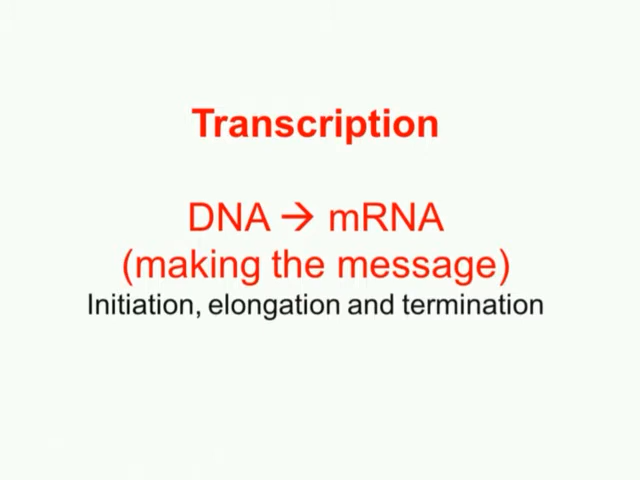 Transcription
DNA → mRNA
(making the message)
Initiation, elongation and termination